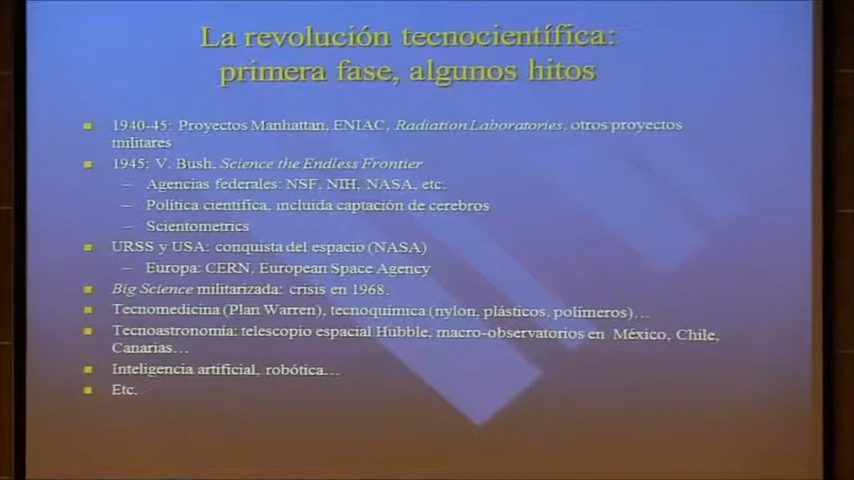 La revolución tecnocientífica:
primera fase, algunos hitos
1940-45: Proyectos Manhattan, ENIAC, Radiation Laboratories, otros proyectos
militares
1945: V. Bush, Science the Endless Frontier
– Agencias federales: NSF, NIH, NASA, etc.
– Política científica, incluida captación de cerebros
– Scientometrics
URSS y USA: conquista del espacio (NASA)
– Europa: CERN, European Space Agency
Big Science militarizada: crisis en 1968.
Tecnomedicina (Plan Warren), tecnoquímica (nylon, plásticos, polímeros)…
Tecnoastronomía: telescopio espacial Hubble, macro-observatorios en México, Chile,
Canarias…
Inteligencia artificial, robótica…
Etc.